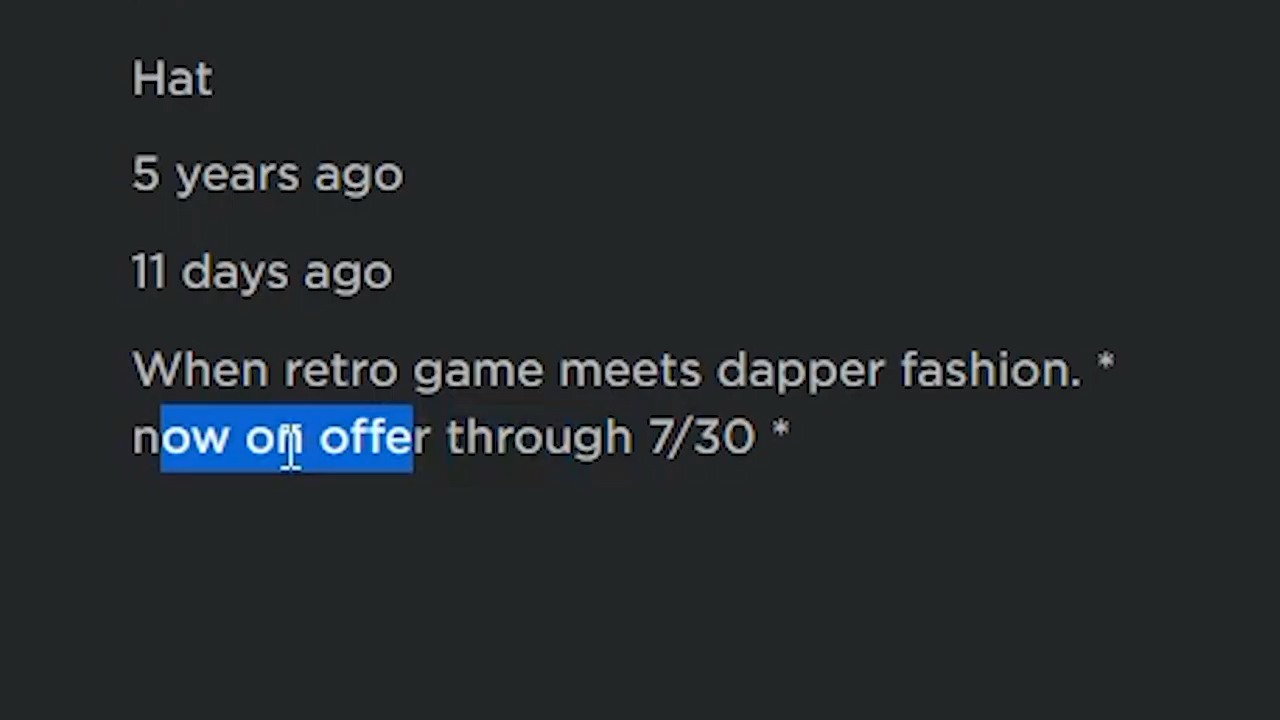 Hat
5 years ago
11 days ago
When retro game meets dapper fashion. *
now on offer through 7/30 *